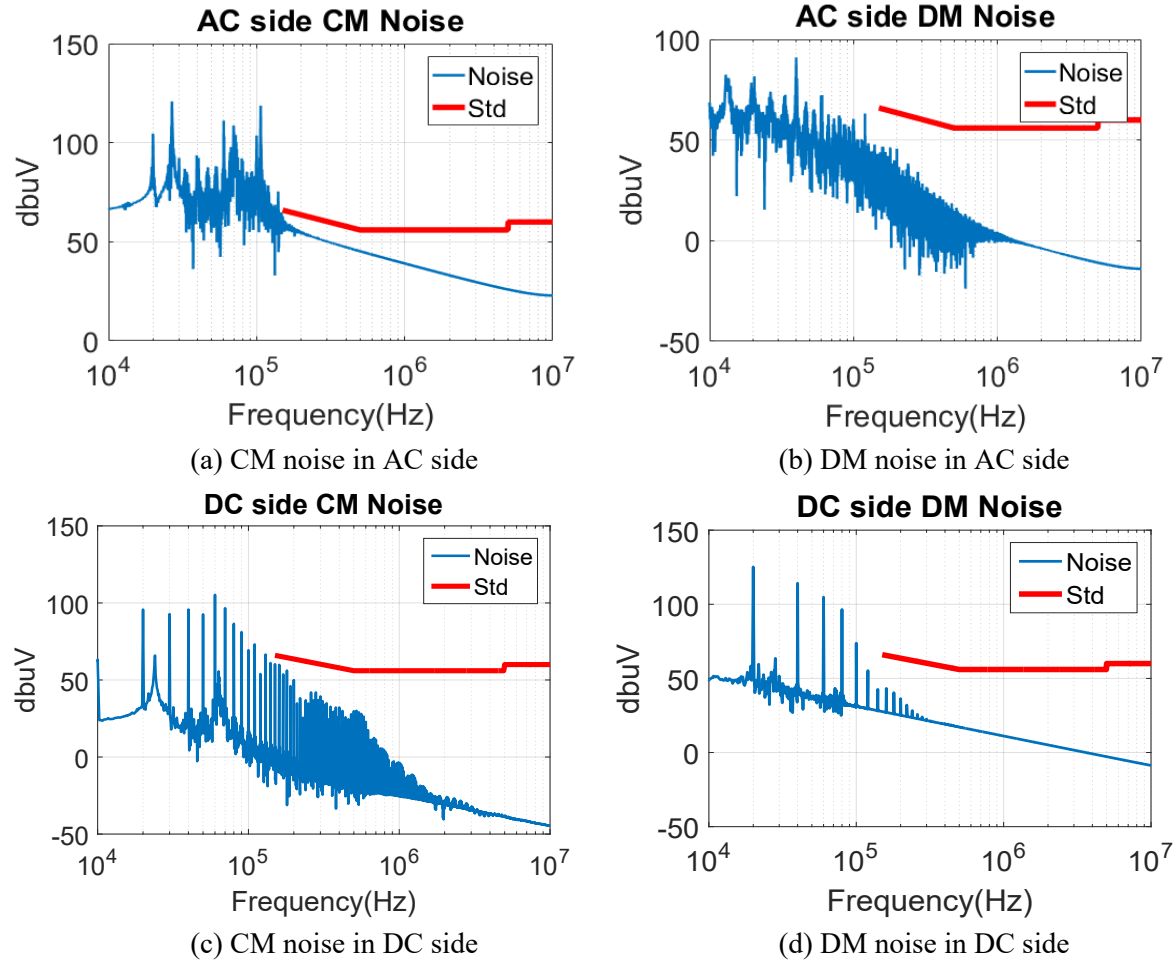 AC side CM Noise
150
100
50
0
dbuV
Noise
Std
10^4
10^5
10^6
10^7
Frequency(Hz)
(a) CM noise in AC side
AC side DM Noise
100
50
0
-50
dbuV
Noise
Std
10^4
10^5
10^6
10^7
Frequency(Hz)
(b) DM noise in AC side
DC side CM Noise
150
100
50
0
-50
dbuV
Noise
Std
10^4
10^5
10^6
10^7
Frequency(Hz)
(c) CM noise in DC side
DC side DM Noise
150
100
50
0
-50
dbuV
Noise
Std
10^4
10^5
10^6
10^7
Frequency(Hz)
(d) DM noise in DC side